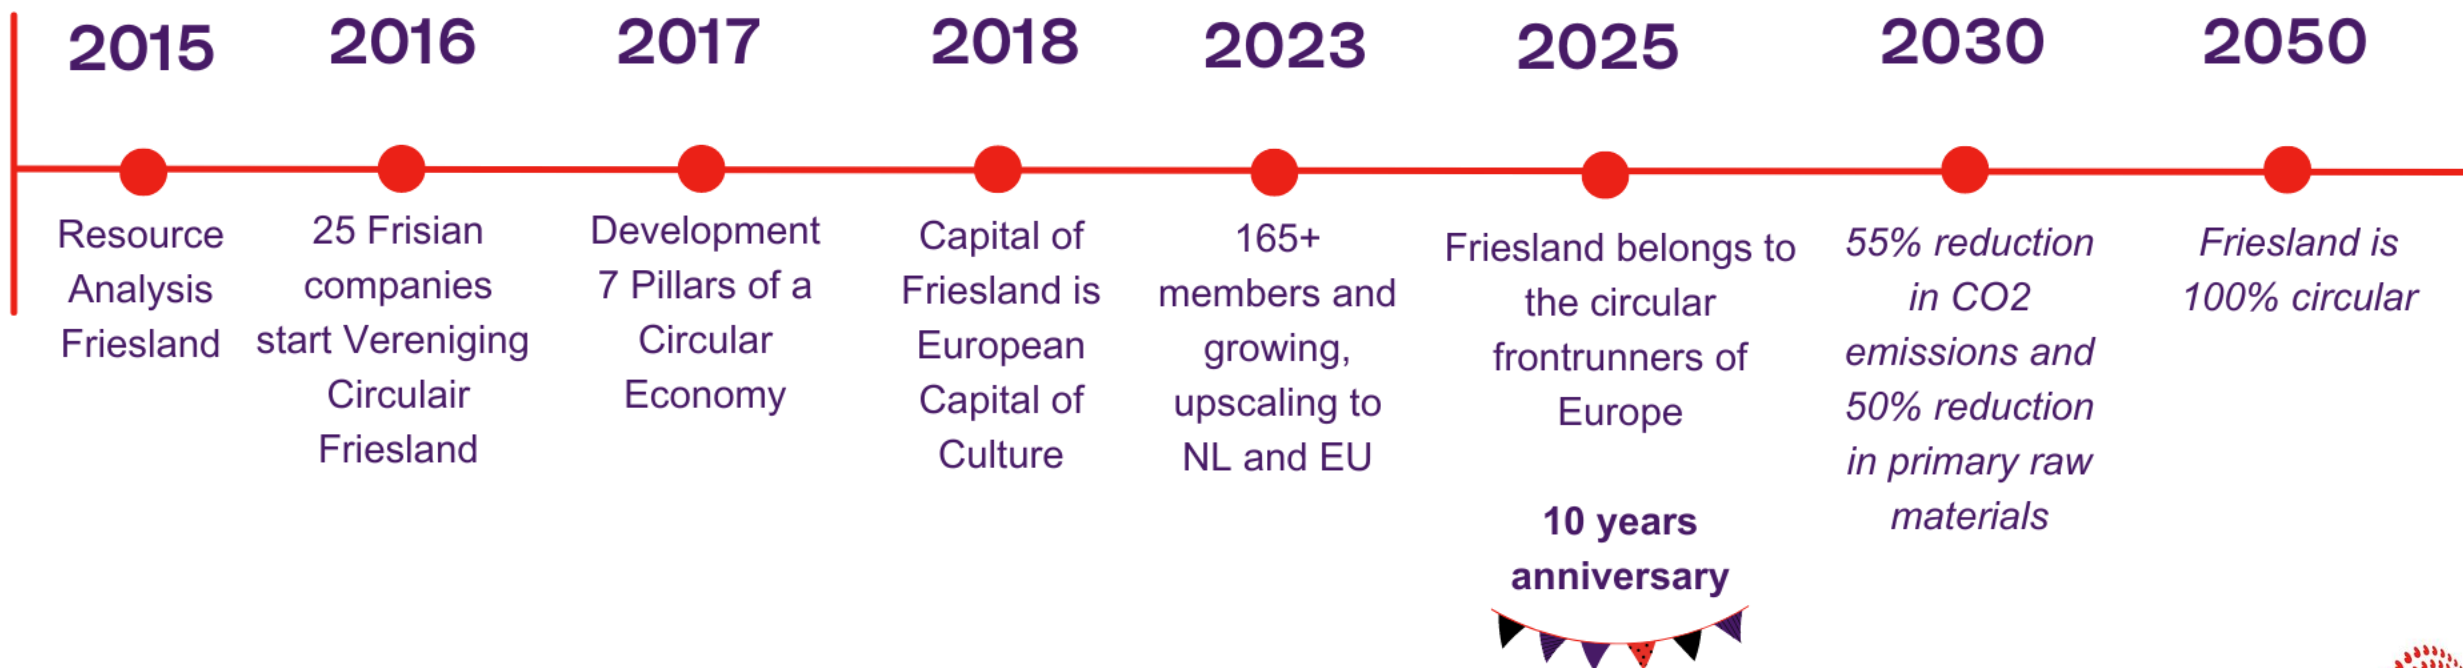 2015
Resource
Analysis
Friesland
2016
25 Frisian
companies
start Vereniging
Circulair
Friesland
2017
Development
7 Pillars of a
Circular
Economy
2018
Capital of
Friesland is
European
Capital of
Culture
2023
165+
members and
growing,
upscaling to
NL and EU
2025
Friesland belongs to
the circular
frontrunners of
Europe
10 years
anniversary
2030
55% reduction
in CO2
emissions and
50% reduction
in primary raw
materials
2050
Friesland is
100% circular